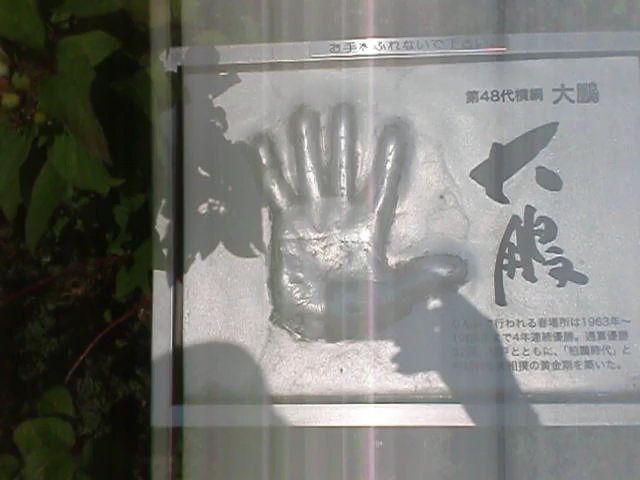 お手をふれないで下さい
第48代横綱 大鵬
大鵬
行われる春場所は1963年～
で4年連続優勝。通算優勝
とともに、「柏鵬時代」と
相撲の黄金期を築いた。